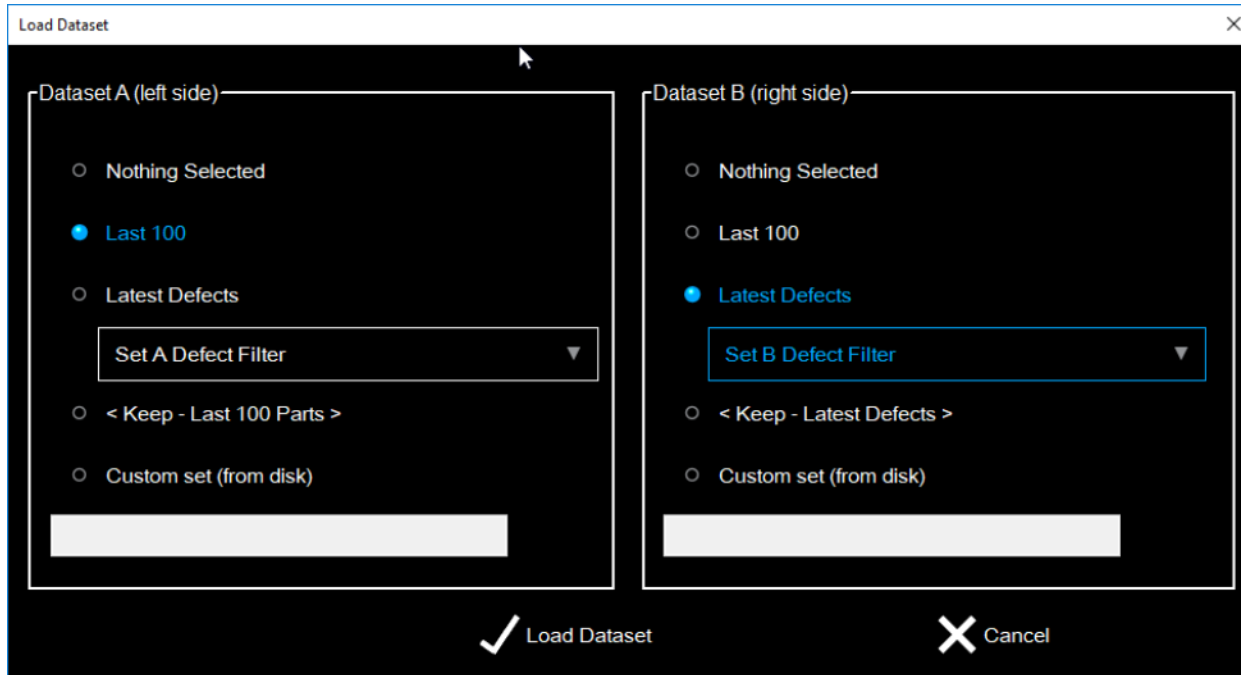 Load Dataset
Dataset A (left side)
Nothing Selected
Last 100
Latest Defects
Set A Defect Filter
< Keep - Last 100 Parts >
Custom set (from disk)
Dataset B (right side)
Nothing Selected
Last 100
Latest Defects
Set B Defect Filter
< Keep - Latest Defects >
Custom set (from disk)
Load Dataset
Cancel